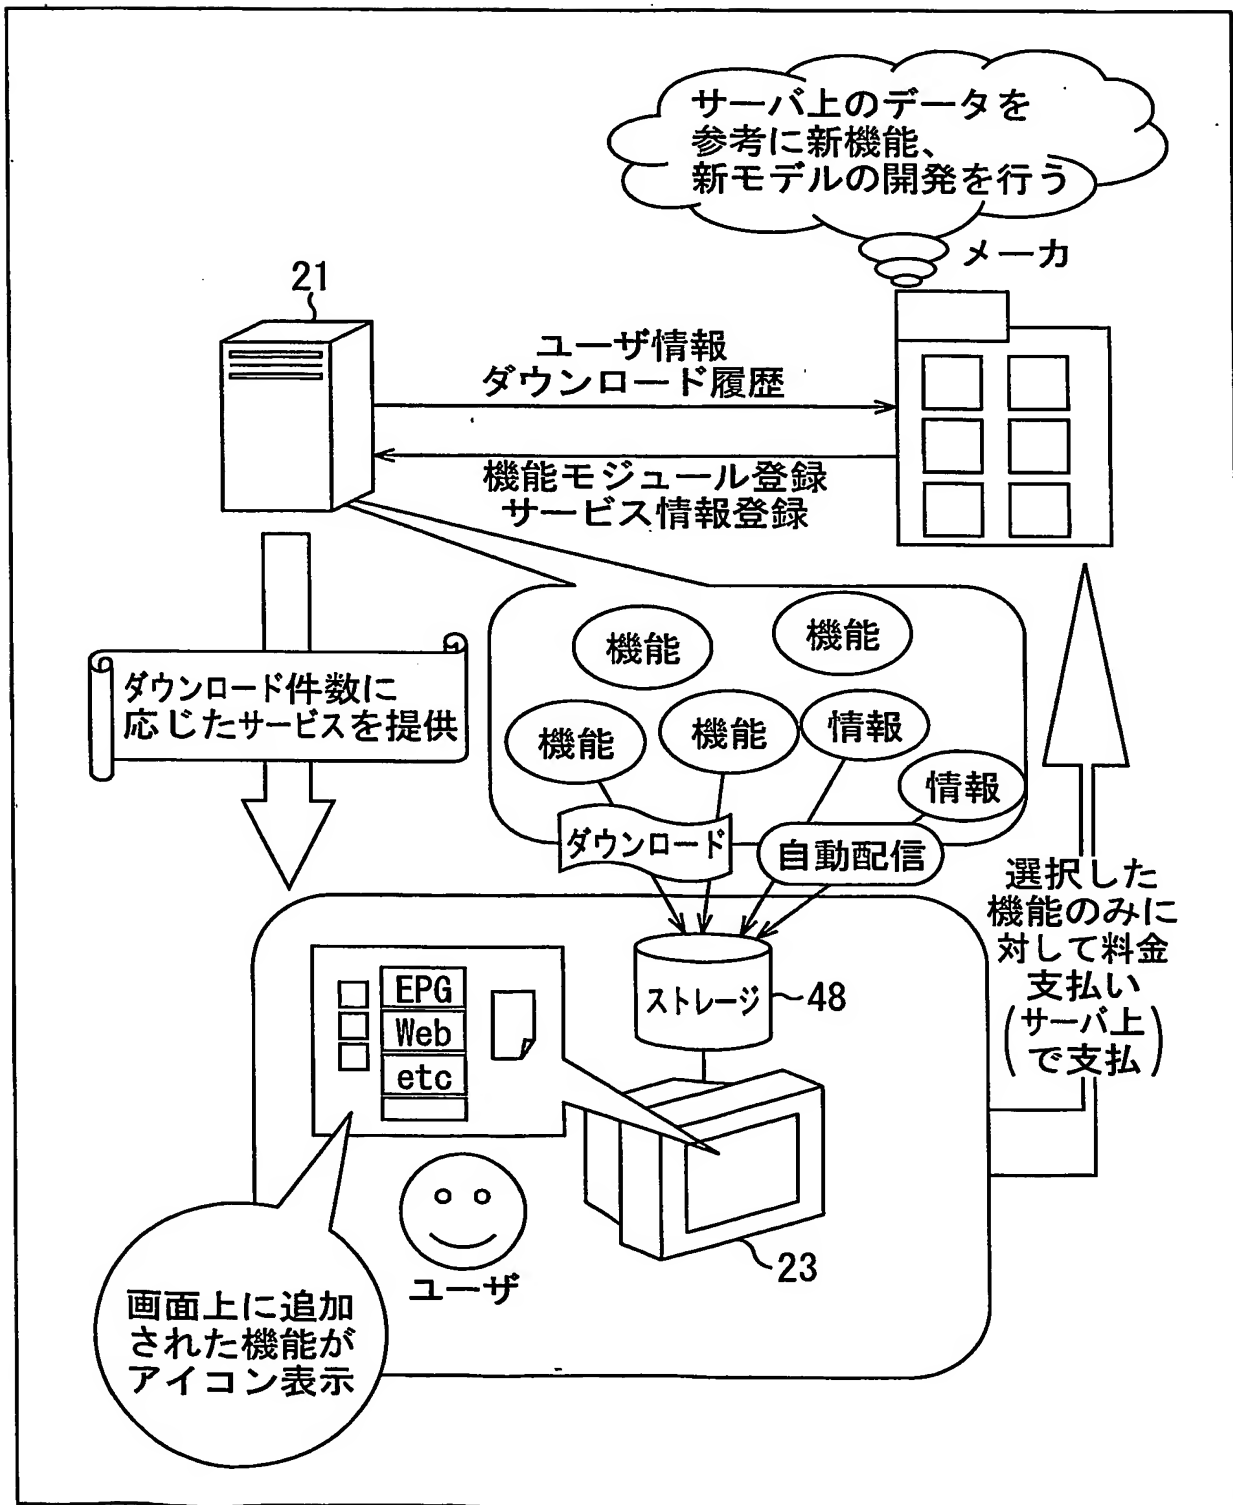 サーバ上のデータを
参考に新機能、
新モデルの開発を行う
メーカ
21
ユーザ情報
ダウンロード履歴
機能モジュール登録
サービス情報登録
機能
機能
機能
機能
情報
情報
ダウンロード件数に
応じたサービスを提供
ダウンロード
自動配信
選択した
機能のみに
対して料金
支払い
(サーバ上
で支払)
ストレージ
48
EPG
Web
etc
23
ユーザ
画面上に追加
された機能が
アイコン表示